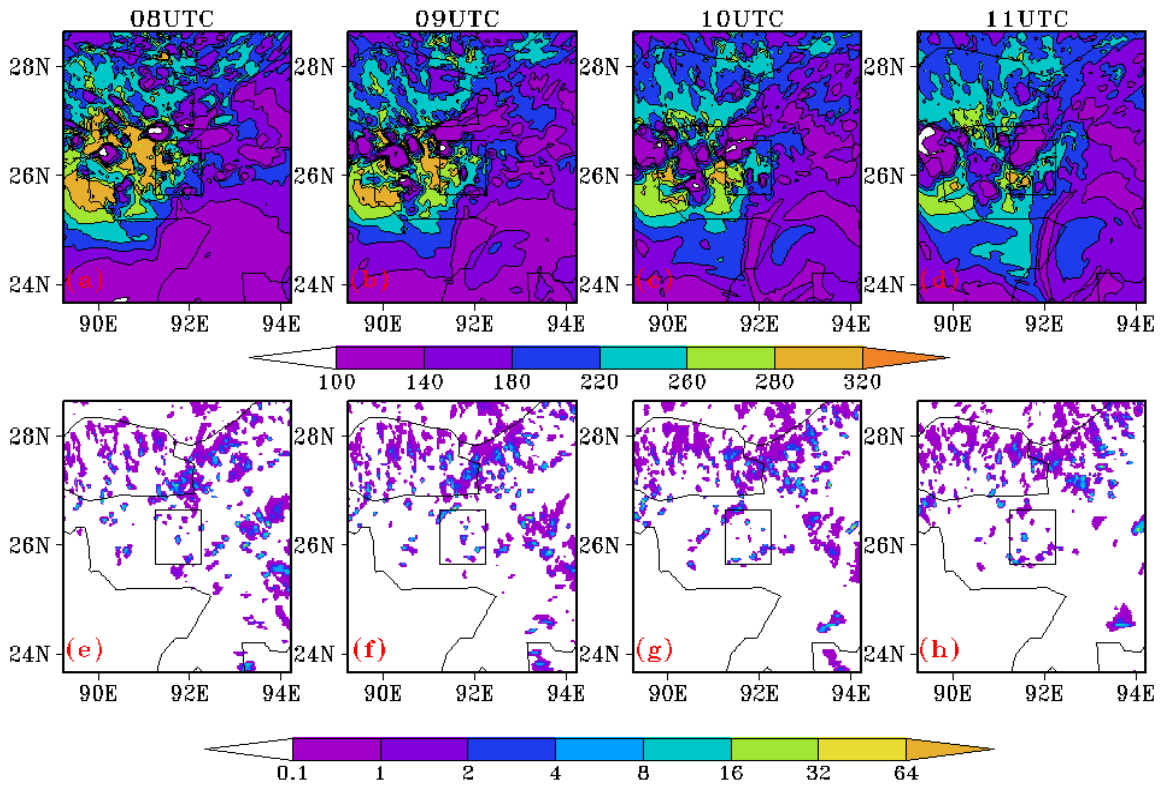 08UTC 09UTC 10UTC 11UTC
28N 28N 28N 28N
26N 26N 26N 26N
24N (a) 24N (b) 24N (c) 24N (d)
90E 92E 94E 90E 92E 94E 90E 92E 94E 90E 92E 94E
100 140 180 220 260 280 320
28N 28N 28N 28N
26N 26N 26N 26N
24N (e) 24N (f) 24N (g) 24N (h)
90E 92E 94E 90E 92E 94E 90E 92E 94E 90E 92E 94E
0.1 1 2 4 8 16 32 64